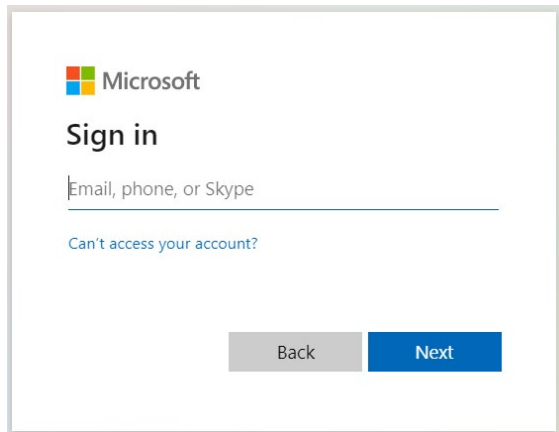 Microsoft
Sign in
Email, phone, or Skype
Can't access your account?
Back
Next